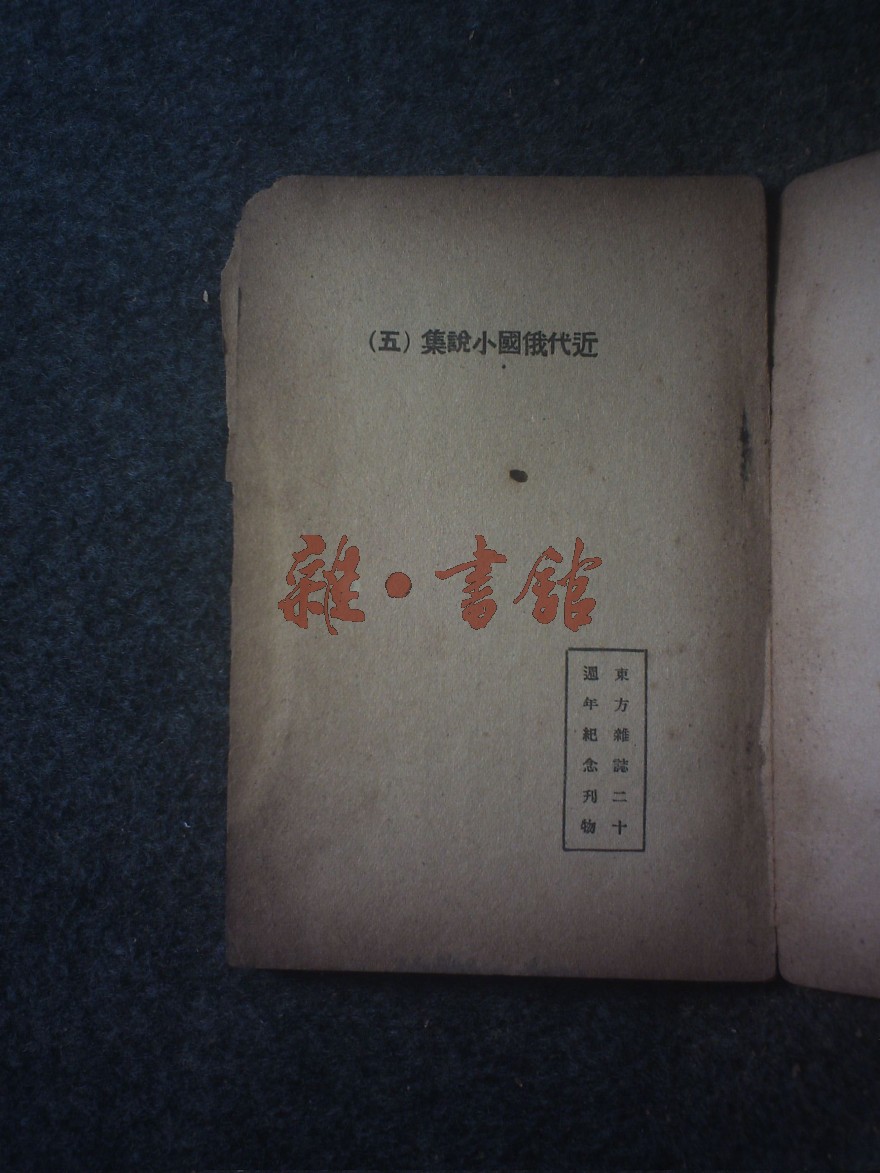 近代俄國小說集（五）
雜•書館
東方雜誌二十
週年紀念刊物